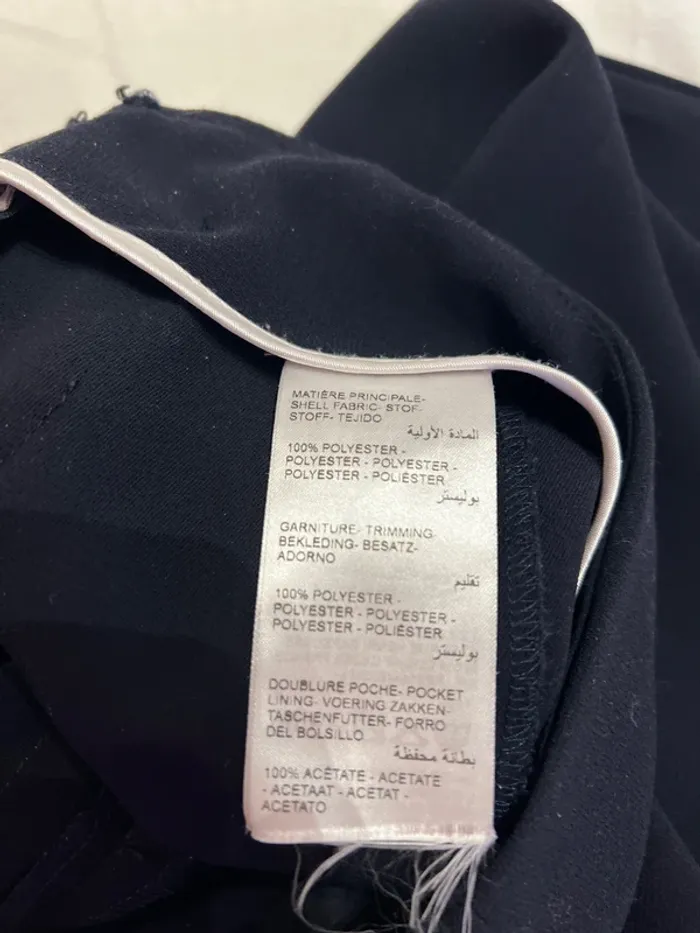 MATIÈRE PRINCIPALE-
SHELL FABRIC- STOF-
STOFF- TEJIDO
المادة الأولية
100% POLYESTER -
POLYESTER - POLYESTER -
POLYESTER - POLIÉSTER
بوليستر
GARNITURE- TRIMMING
BEKLEDING- BESATZ-
ADORNO
تقليم
100% POLYESTER -
POLYESTER - POLYESTER -
POLYESTER - POLIÉSTER
بوليستر
DOUBLURE POCHE- POCKET
LINING- VOERING ZAKKEN-
TASCHENFUTTER- FORRO
DEL BOLSILLO
بطانة محفظة
100% ACÉTATE - ACETATE
- ACETAAT - ACETAT -
ACETATO